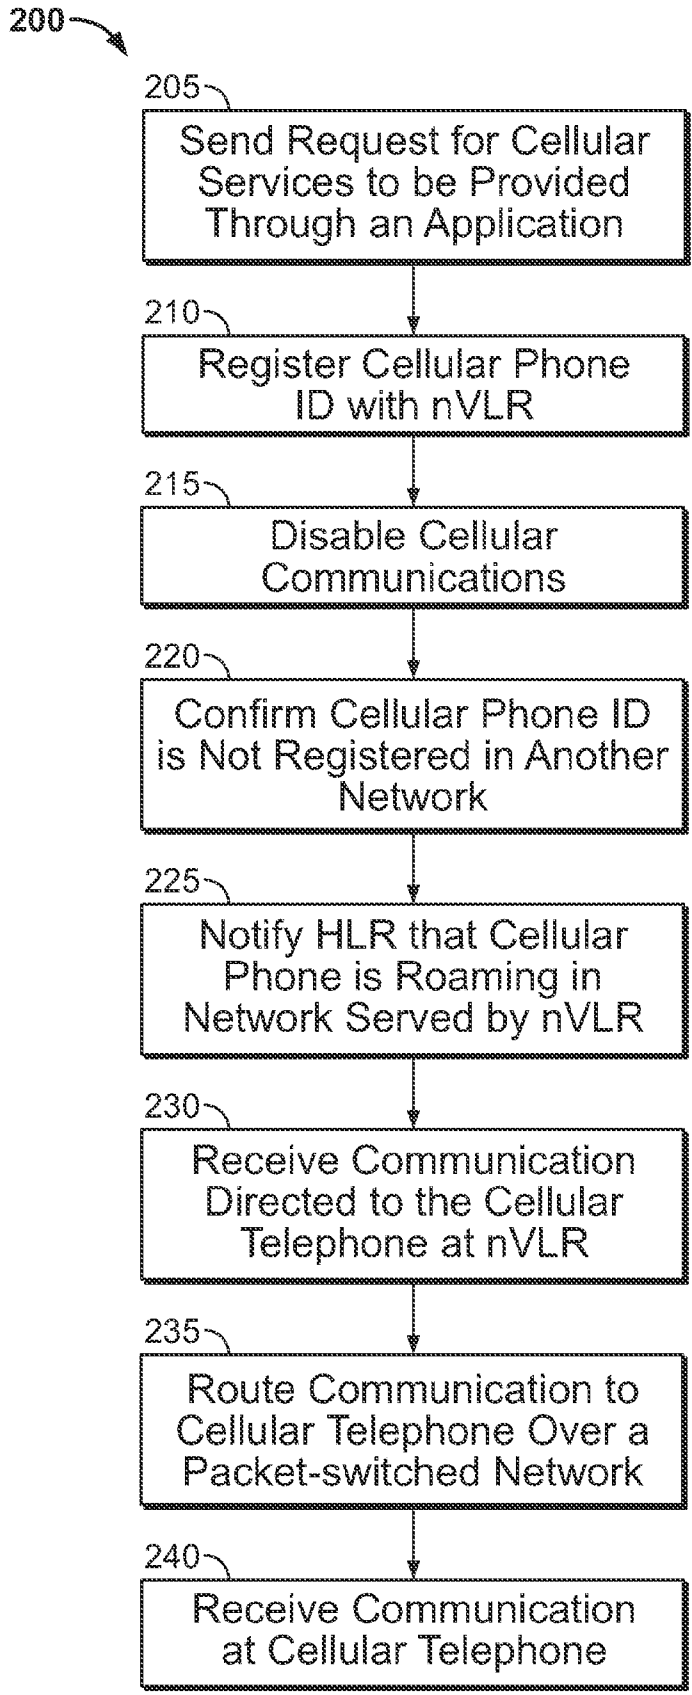 200
205
Send Request for Cellular
Services to be Provided
Through an Application
210
Register Cellular Phone
ID with nVLR
215
Disable Cellular
Communications
220
Confirm Cellular Phone ID
is Not Registered in Another
Network
225
Notify HLR that Cellular
Phone is Roaming in
Network Served by nVLR
230
Receive Communication
Directed to the Cellular
Telephone at nVLR
235
Route Communication to
Cellular Telephone Over a
Packet-switched Network
240
Receive Communication
at Cellular Telephone